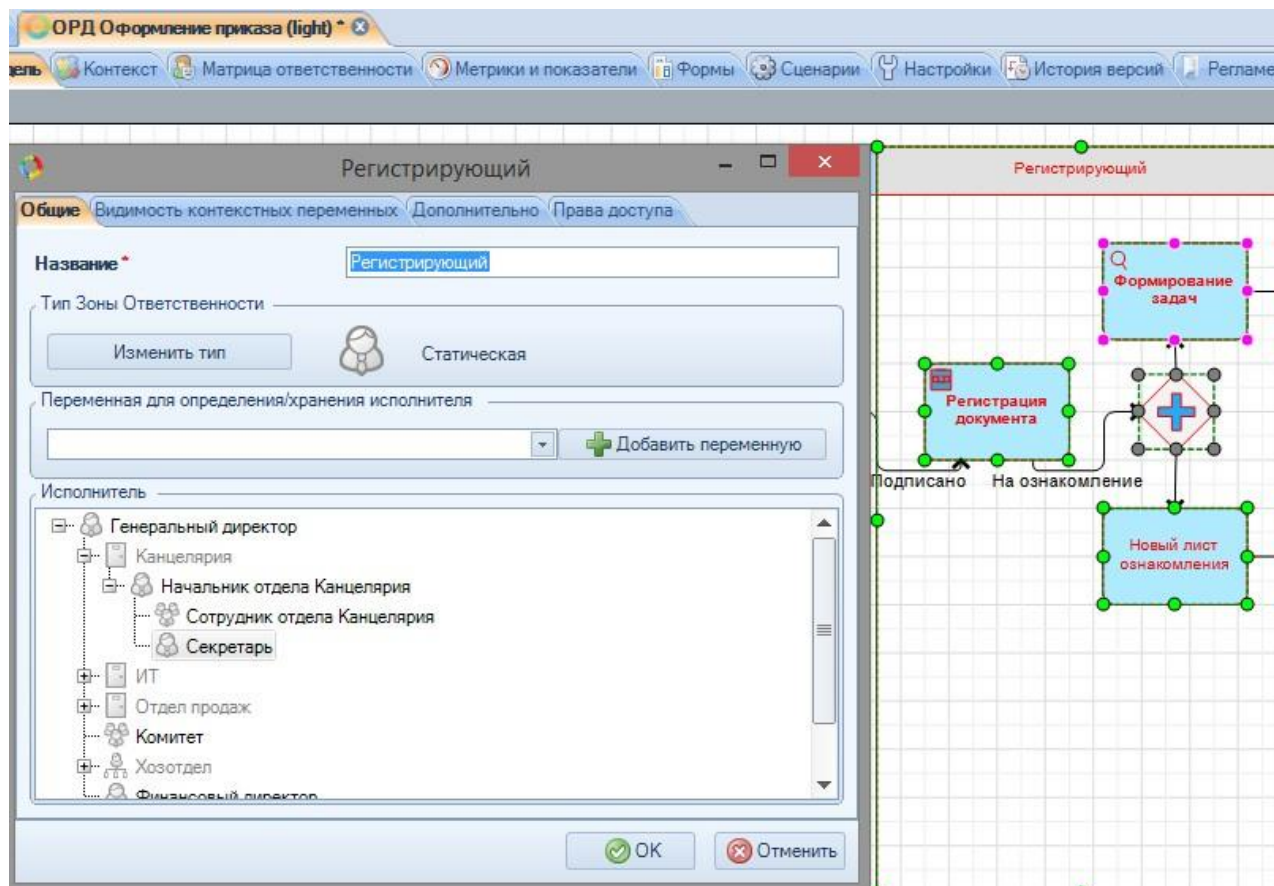 ОРД Оформление приказа (light) *
ель Контекст Матрица ответственности Метрики и показатели Формы Сценарии Настройки История версий Регламе
Регистрирующий
Общие Видимость контекстных переменных Дополнительно Права доступа
Название *
Регистрирующий
Тип Зоны Ответственности
Изменить тип
Статическая
Переменная для определения/хранения исполнителя
Добавить переменную
Исполнитель
Генеральный директор
Канцелярия
Начальник отдела Канцелярия
Сотрудник отдела Канцелярия
Секретарь
ИТ
Отдел продаж
Комитет
Хозотдел
Финансовый директор
OK
Отменить
Регистрирующий
Формирование
задач
Регистрация
документа
Подписано
На ознакомление
Новый лист
ознакомления